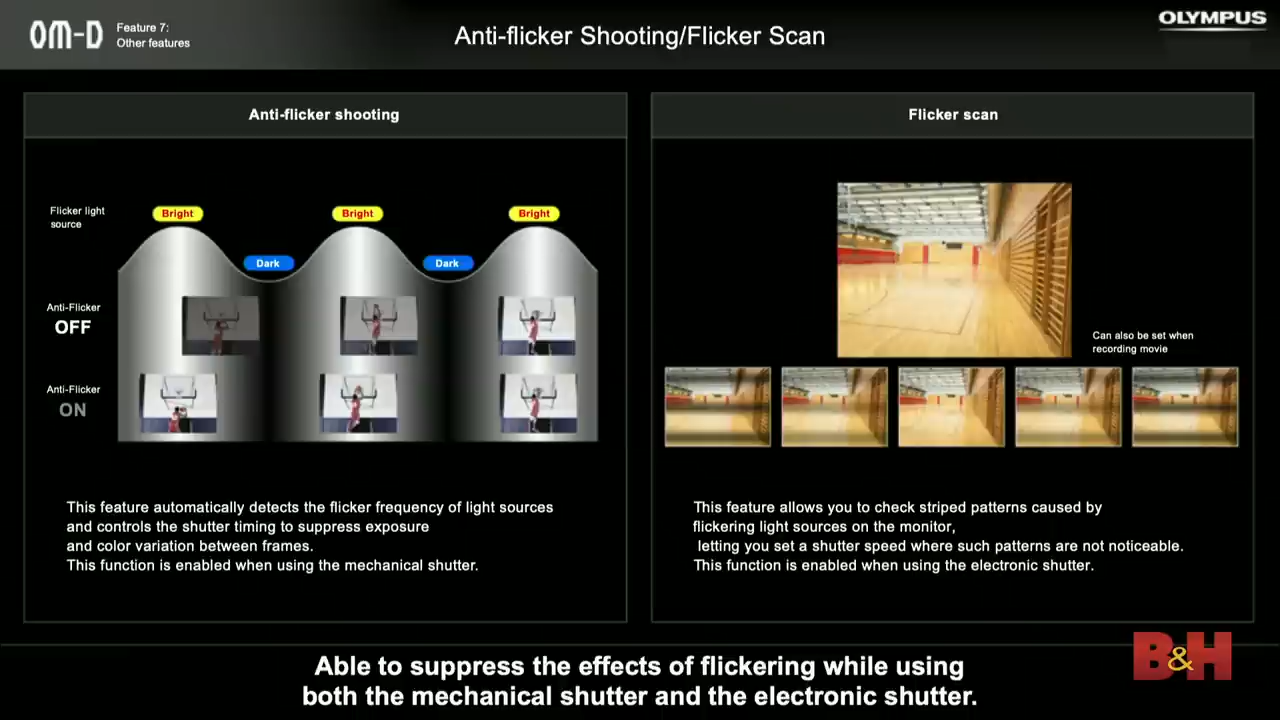 OM-D
Feature 7:
Other features
Anti-flicker Shooting/Flicker Scan
OLYMPUS
Anti-flicker shooting
Flicker light
source
Bright
Bright
Bright
Dark
Dark
Anti-Flicker
OFF
Anti-Flicker
ON
This feature automatically detects the flicker frequency of light sources
and controls the shutter timing to suppress exposure
and color variation between frames.
This function is enabled when using the mechanical shutter.
Flicker scan
Can also be set when
recording movie
This feature allows you to check striped patterns caused by
flickering light sources on the monitor,
letting you set a shutter speed where such patterns are not noticeable.
This function is enabled when using the electronic shutter.
Able to suppress the effects of flickering while using
both the mechanical shutter and the electronic shutter.
B&H